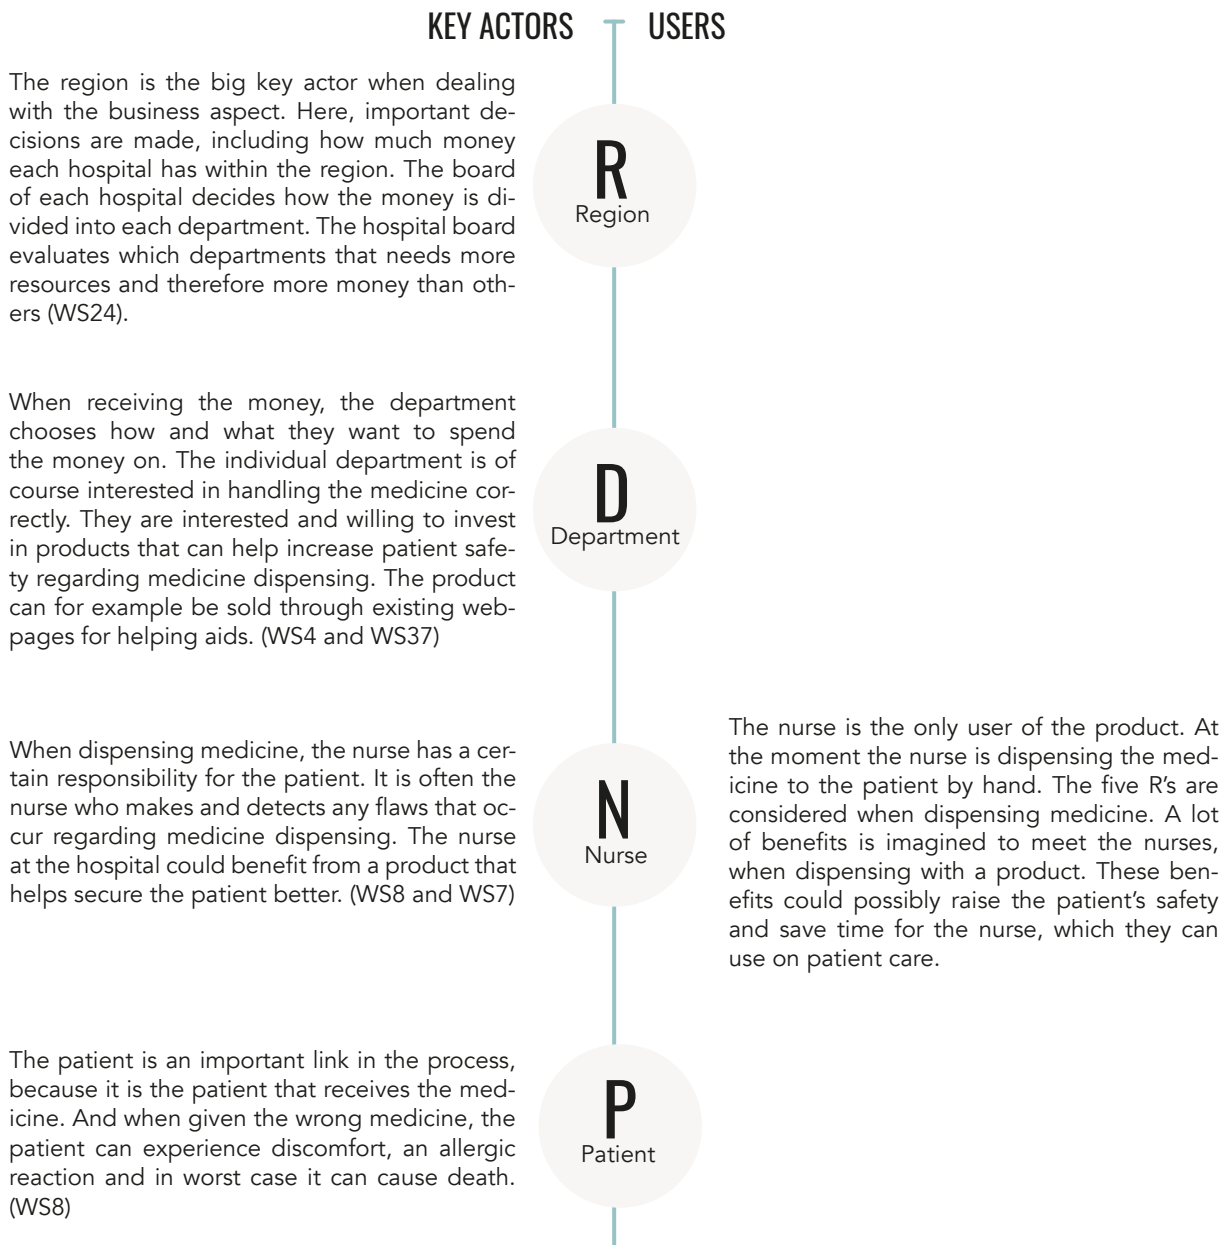 KEY ACTORS
USERS
The region is the big key actor when dealing
with the business aspect. Here, important de-
cisions are made, including how much money
each hospital has within the region. The board
of each hospital decides how the money is di-
vided into each department. The hospital board
evaluates which departments that needs more
resources and therefore more money than oth-
ers (WS24).
R
Region
When receiving the money, the department
chooses how and what they want to spend
the money on. The individual department is of
course interested in handling the medicine cor-
rectly. They are interested and willing to invest
in products that can help increase patient safe-
ty regarding medicine dispensing. The product
can for example be sold through existing web-
pages for helping aids. (WS4 and WS37)
D
Department
When dispensing medicine, the nurse has a cer-
tain responsibility for the patient. It is often the
nurse who makes and detects any flaws that oc-
cur regarding medicine dispensing. The nurse
at the hospital could benefit from a product that
helps secure the patient better. (WS8 and WS7)
N
Nurse
The nurse is the only user of the product. At
the moment the nurse is dispensing the med-
icine to the patient by hand. The five R's are
considered when dispensing medicine. A lot
of benefits is imagined to meet the nurses,
when dispensing with a product. These ben-
efits could possibly raise the patient's safety
and save time for the nurse, which they can
use on patient care.
The patient is an important link in the process,
because it is the patient that receives the med-
icine. And when given the wrong medicine, the
patient can experience discomfort, an allergic
reaction and in worst case it can cause death.
(WS8)
P
Patient